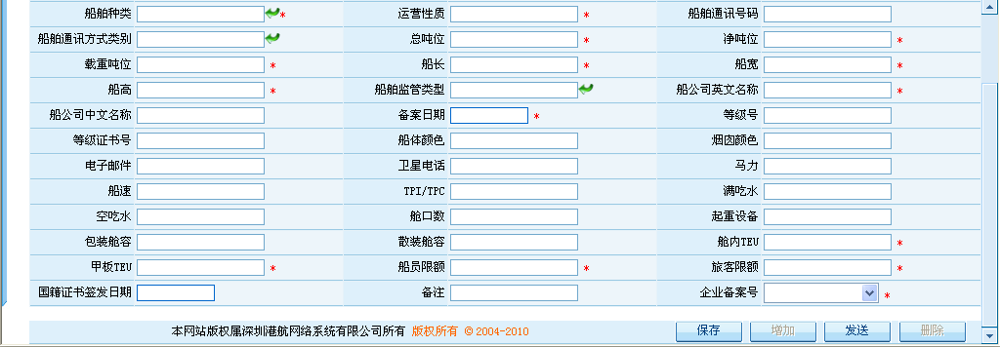 船舶种类 * 运营性质 * 船舶通讯号码
船舶通讯方式类别 总吨位 * 净吨位 *
载重吨位 * 船长 * 船宽 *
船高 * 船舶监管类型 船公司英文名称 *
船公司中文名称 备案日期 * 等级号
等级证书号 船体颜色 烟囱颜色
电子邮件 卫星电话 马力
船速 TPI/TPC 满吃水
空吃水 舱口数 起重设备
包装舱容 散装舱容 舱内TEU *
甲板TEU * 船员限额 * 旅客限额 *
国籍证书签发日期 备注 企业备案号 *
本网站版权属深圳港航网络系统有限公司所有 版权所有 © 2004-2010 保存 增加 发送 删除